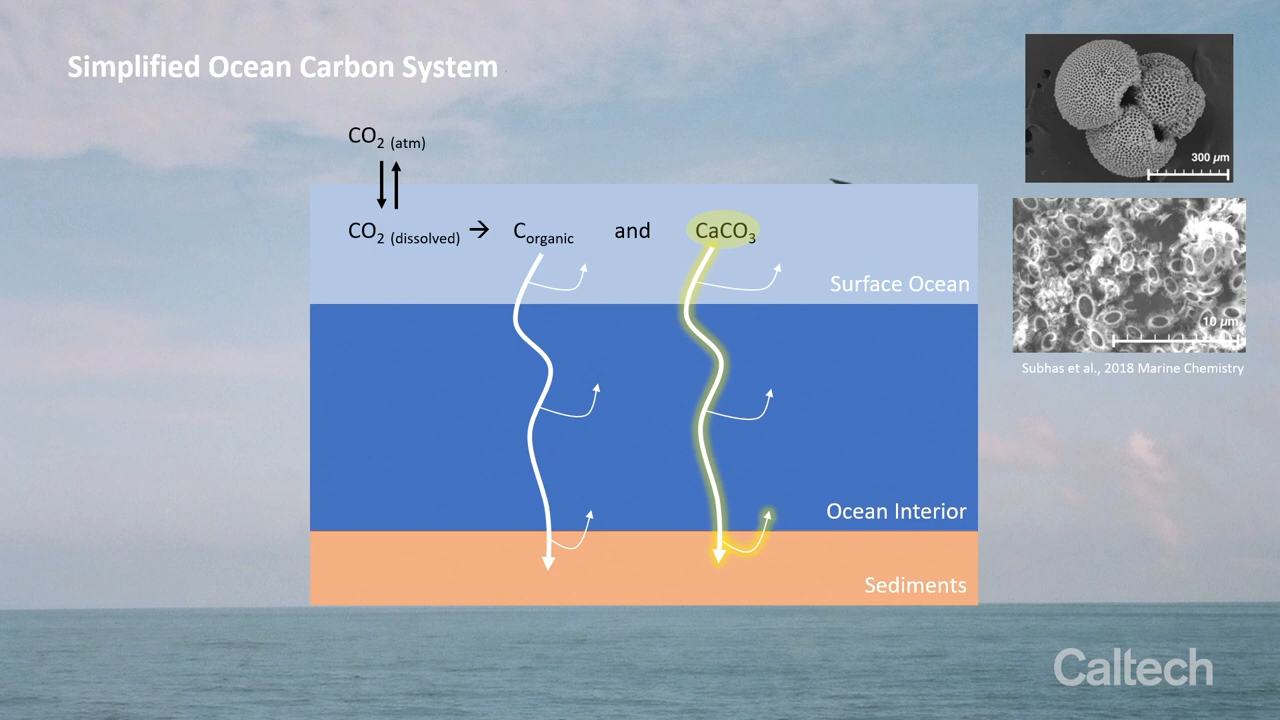 Simplified Ocean Carbon System
CO2 (atm)
CO2 (dissolved) → Corganic and CaCO3
Surface Ocean
Ocean Interior
Sediments
300 µm
10 µm
Subhas et al., 2018 Marine Chemistry
Caltech